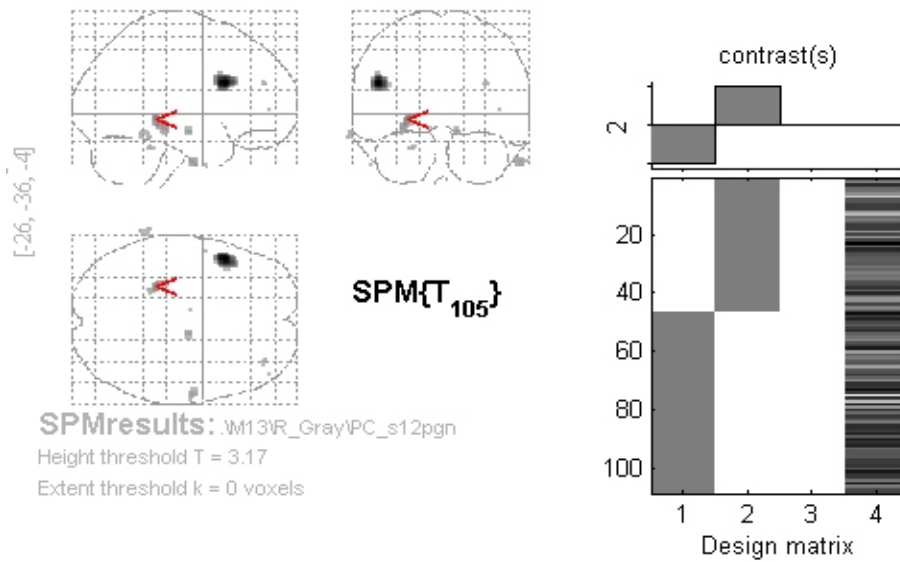 contrast(s)
2
[-26, -36, -4]
<
<
<
SPM{T105}
20
40
60
80
100
1 2 3 4
Design matrix
SPMresults: .\M13\R_Gray\PC_s12pgn
Height threshold T = 3.17
Extent threshold k = 0 voxels